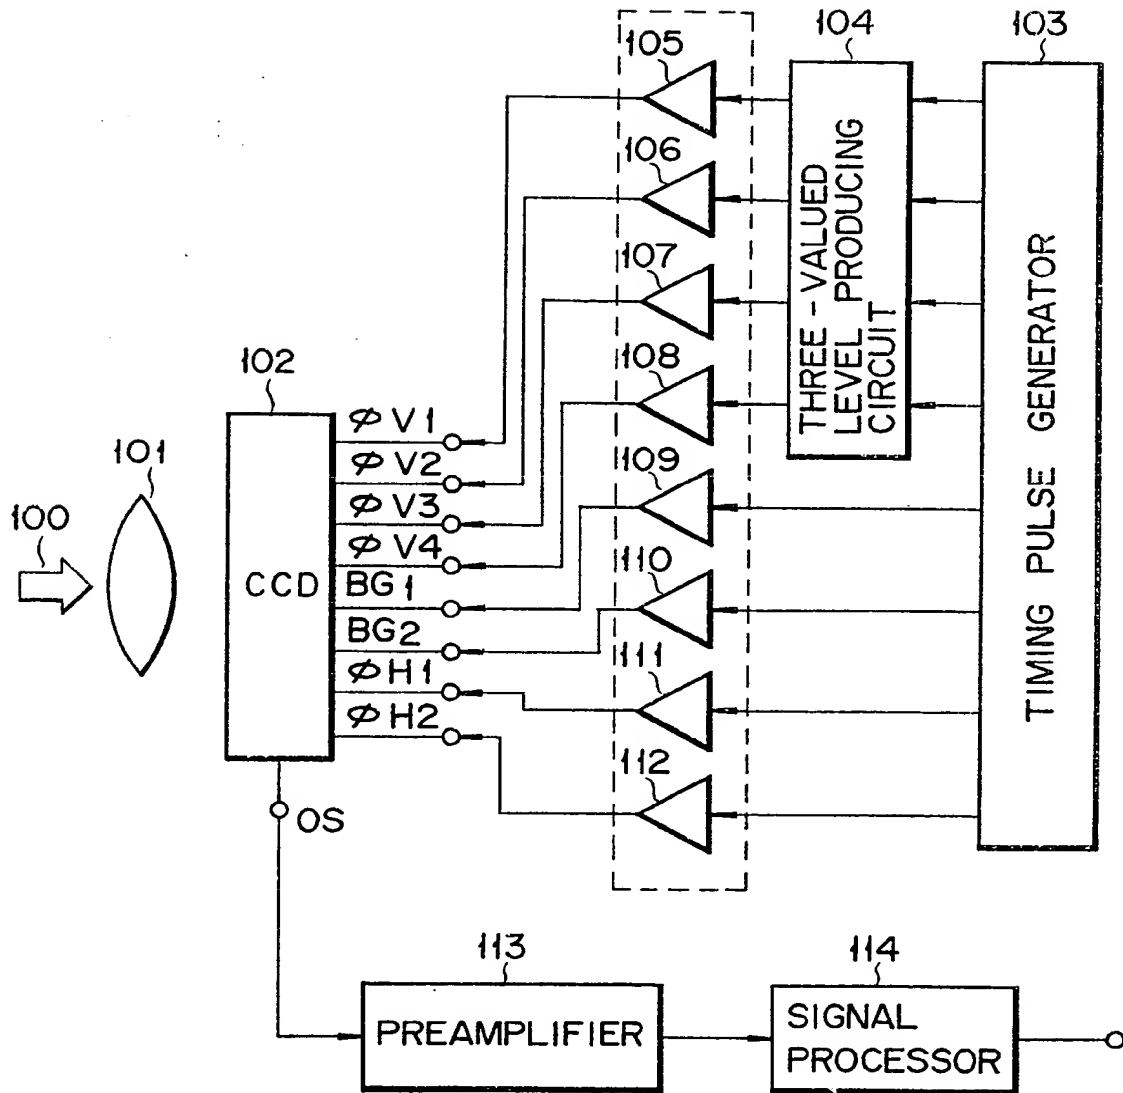 105
104
103
106
107
108
109
110
111
112
THREE-VALUED
LEVEL PRODUCING
CIRCUIT
TIMING PULSE GENERATOR
102
101
100
CCD
φV1
φV2
φV3
φV4
BG1
BG2
φH1
φH2
OS
113
PREAMPLIFIER
114
SIGNAL
PROCESSOR